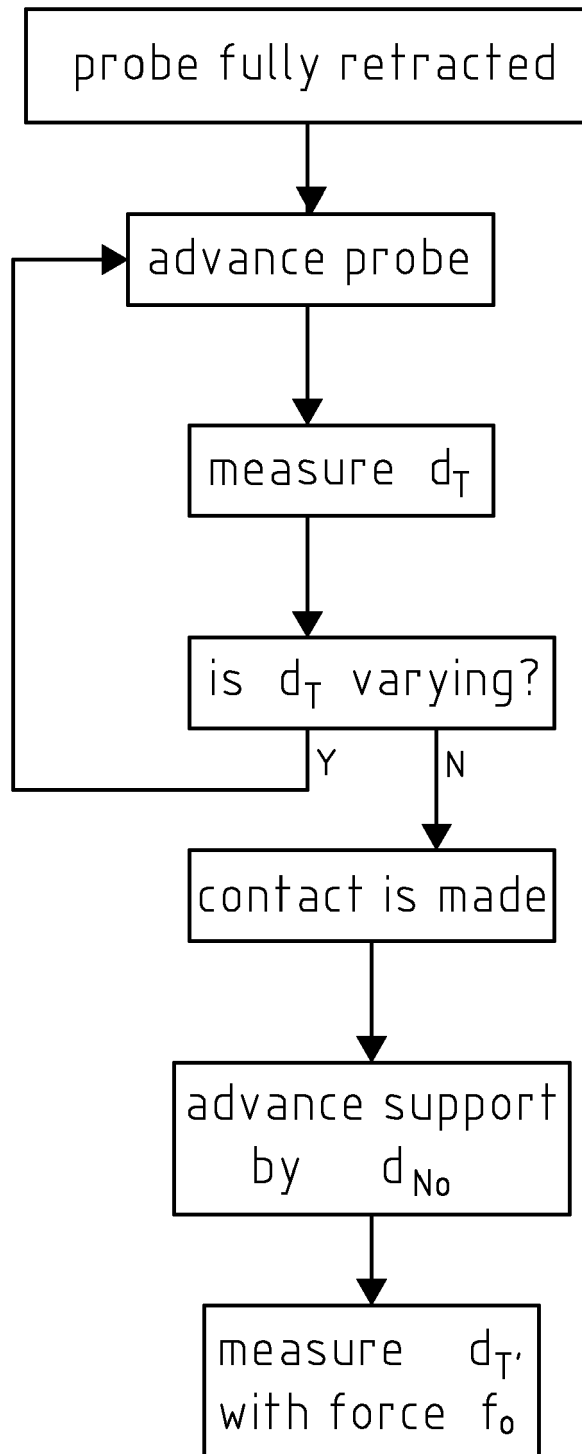 probe fully retracted
advance probe
measure d_T
is d_T varying?
Y
N
contact is made
advance support
by d_No
measure d_T'
with force f_o